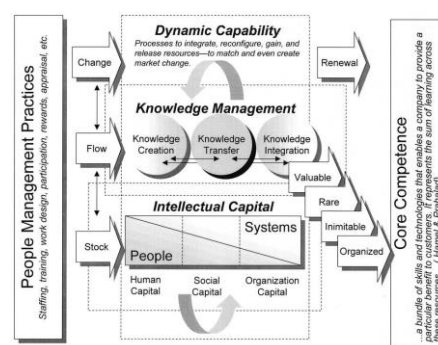 People Management Practices
Staffing, training, work design, participation, rewards, appraisal, etc.
Change
Flow
Stock
Dynamic Capability
Processes to integrate, reconfigure, gain, and
release resources—to match and even create
market change.
Knowledge Management
Knowledge
Creation
Knowledge
Transfer
Knowledge
Integration
Intellectual Capital
People
Systems
Human
Capital
Social
Capital
Organization
Capital
Renewal
Valuable
Rare
Inimitable
Organized
Core Competence
...a bundle of skills and technologies that enables a company to provide a
particular benefit to customers. It represents the sum of learning across